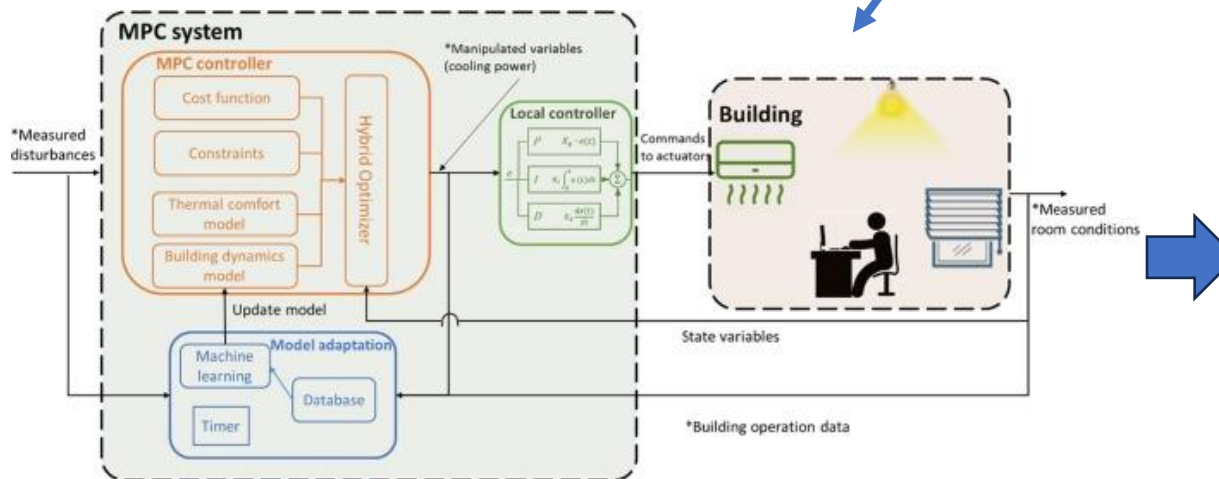 MPC system
MPC controller
Cost function
Constraints
Thermal comfort
model
Building dynamics
model
Hybrid Optimizer
*Measured
disturbances
*Manipulated variables
(cooling power)
Local controller
P K_p · e(t)
I
D
e
Σ
Commands
to actuators
Building
*Measured
room conditions
Update model
State variables
Model adaptation
Machine
learning
Database
Timer
*Building operation data